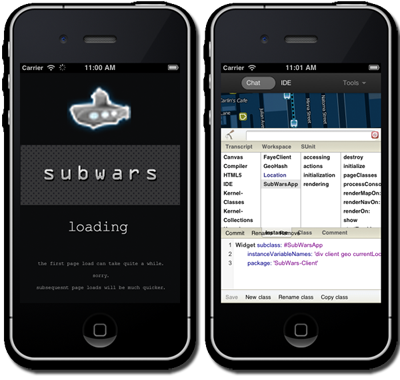 Carrier 11:00 AM
subwars
loading
the first page load can take quite a while.
sorry.
subsequent page loads will be much quicker.
Carrier 11:01 AM
Chat IDE Tools
Transcript Workspace SUnit
Canvas FayeClient accessing destroy
Compiler GeoHash actions initialize
HTML5 Location initialization pageClasses
IDE SubWarsApp rendering processConso
Kernel- renderMapOn:
Classes renderNavOn:
Kernel- renderOn:
Collections show
Commit Rename Remove Instance Class Comment
1 Widget subclass: #SubWarsApp
2 instanceVariableNames: 'div client geo currentLoc
3 package: 'SubWars-Client'
Save New class Rename class Copy class